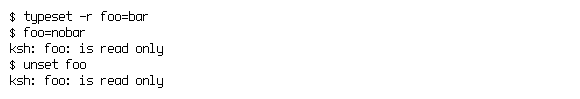 $ typeset -r foo=bar
$ foo=nobar
ksh: foo: is read only
$ unset foo
ksh: foo: is read only